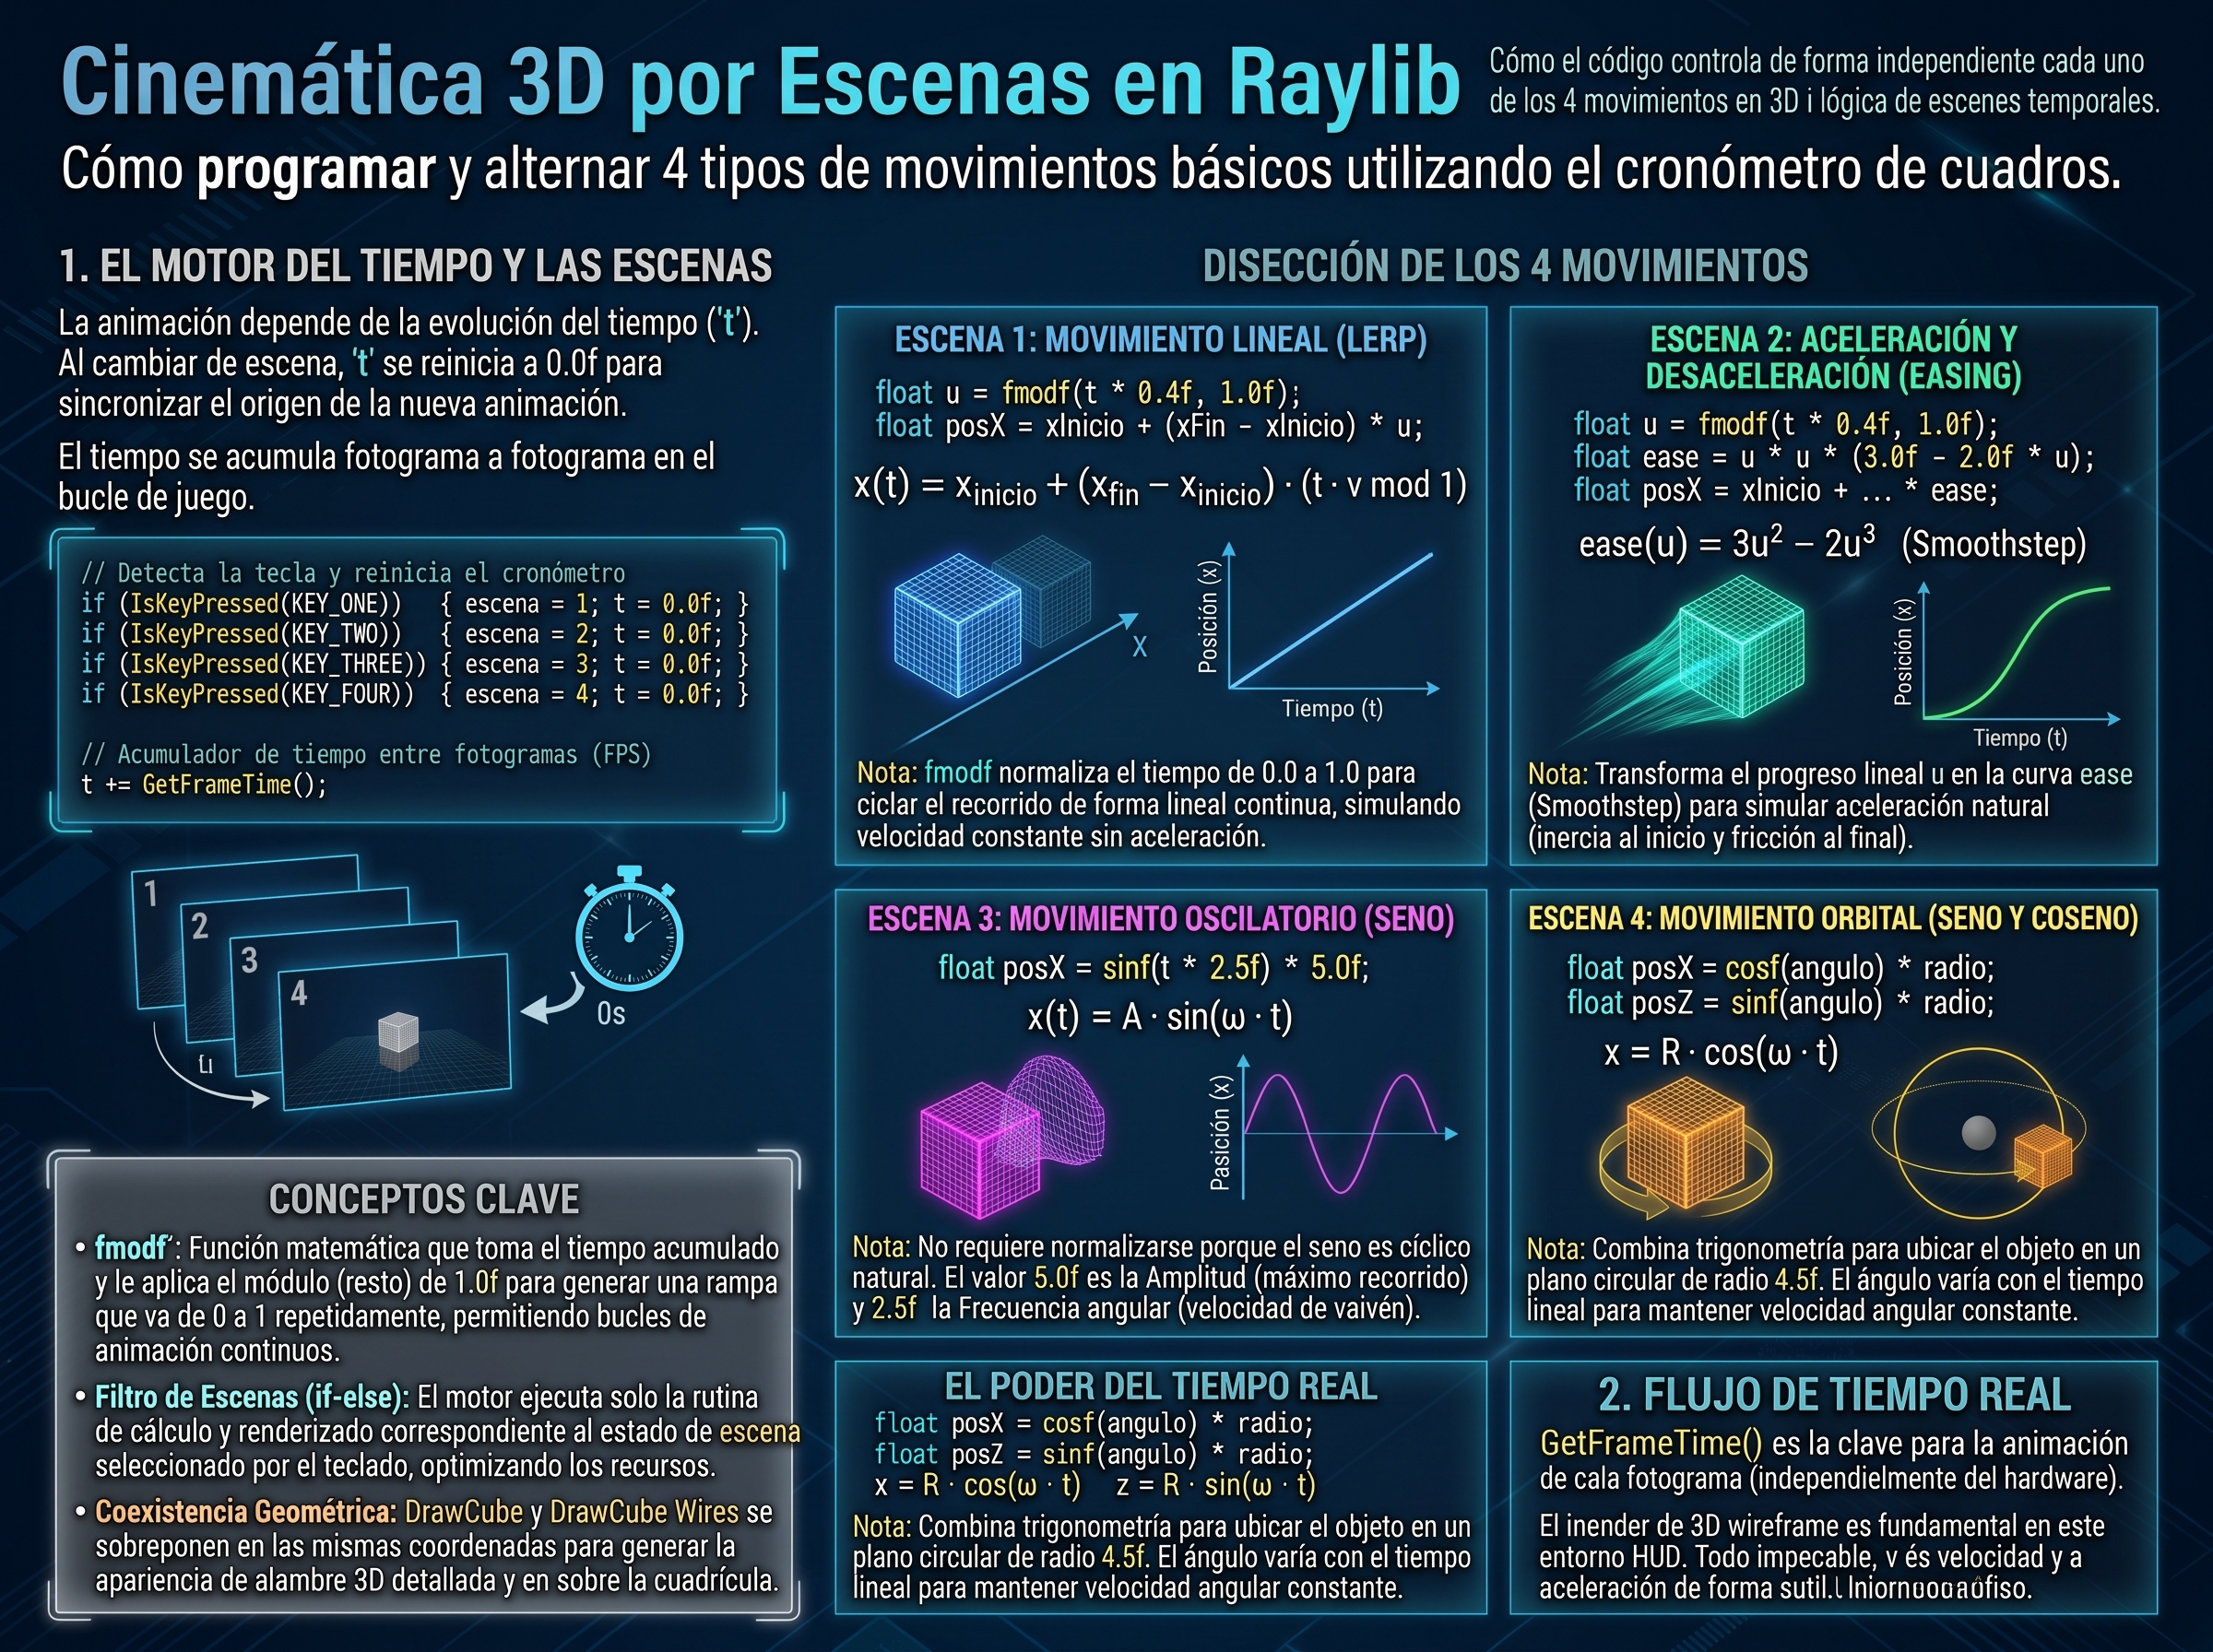 Cinemática 3D por Escenas en Raylib
Cómo el código controla de forma independiente cada uno
de los 4 movimientos en 3D i lógica de escenes temporales.
Cómo programar y alternar 4 tipos de movimientos básicos utilizando el cronómetro de cuadros.
1. EL MOTOR DEL TIEMPO Y LAS ESCENAS
La animación depende de la evolución del tiempo ('t').
Al cambiar de escena, 't' se reinicia a 0.0f para
sincronizar el origen de la nueva animación.
El tiempo se acumula fotograma a fotograma en el
bucle de juego.
// Detecta la tecla y reinicia el cronómetro
if (IsKeyPressed(KEY_ONE)) { escena = 1; t = 0.0f; }
if (IsKeyPressed(KEY_TWO)) { escena = 2; t = 0.0f; }
if (IsKeyPressed(KEY_THREE)) { escena = 3; t = 0.0f; }
if (IsKeyPressed(KEY_FOUR)) { escena = 4; t = 0.0f; }
// Acumulador de tiempo entre fotogramas (FPS)
t += GetFrameTime();
1
2
3
4
0s
CONCEPTOS CLAVE
• fmodf´: Función matemática que toma el tiempo acumulado
y le aplica el módulo (resto) de 1.0f para generar una rampa
que va de 0 a 1 repetidamente, permitiendo bucles de
animación continuos.
• Filtro de Escenas (if-else): El motor ejecuta solo la rutina
de cálculo y renderizado correspondiente al estado de escena
seleccionado por el teclado, optimizando los recursos.
• Coexistencia Geométrica: DrawCube y DrawCube Wires se
sobreponen en las mismas coordenadas para generar la
apariencia de alambre 3D detallada y en sobre la cuadrícula.
DISECCIÓN DE LOS 4 MOVIMIENTOS
ESCENA 1: MOVIMIENTO LINEAL (LERP)
float u = fmodf(t * 0.4f, 1.0f);
float posX = xInicio + (xFin - xInicio) * u;
x(t) = x_inicio + (x_fin − x_inicio) · (t · v mod 1)
X
Posición (x)
Tiempo (t)
Nota: fmodf normaliza el tiempo de 0.0 a 1.0 para
ciclar el recorrido de forma lineal continua, simulando
velocidad constante sin aceleración.
ESCENA 2: ACELERACIÓN Y
DESACELERACIÓN (EASING)
float u = fmodf(t * 0.4f, 1.0f);
float ease = u * u * (3.0f - 2.0f * u);
float posX = xInicio + ... * ease;
ease(u) = 3u² − 2u³ (Smoothstep)
Posición (x)
Tiempo (t)
Nota: Transforma el progreso lineal u en la curva ease
(Smoothstep) para simular aceleración natural
(inercia al inicio y fricción al final).
ESCENA 3: MOVIMIENTO OSCILATORIO (SENO)
float posX = sinf(t * 2.5f) * 5.0f;
x(t) = A · sin(ω · t)
Pasición (x)
Nota: No requiere normalizarse porque el seno es cíclico
natural. El valor 5.0f es la Amplitud (máximo recorrido)
y 2.5f la Frecuencia angular (velocidad de vaivén).
ESCENA 4: MOVIMIENTO ORBITAL (SENO Y COSENO)
float posX = cosf(angulo) * radio;
float posZ = sinf(angulo) * radio;
x = R · cos(ω · t)
Nota: Combina trigonometría para ubicar el objeto en un
plano circular de radio 4.5f. El ángulo varía con el tiempo
lineal para mantener velocidad angular constante.
EL PODER DEL TIEMPO REAL
float posX = cosf(angulo) * radio;
float posZ = sinf(angulo) * radio;
x = R · cos(ω · t) z = R · sin(ω · t)
Nota: Combina trigonometría para ubicar el objeto en un
plano circular de radio 4.5f. El ángulo varía con el tiempo
lineal para mantener velocidad angular constante.
2. FLUJO DE TIEMPO REAL
GetFrameTime() es la clave para la animación
de cala fotograma (independielmente del hardware).
El inender de 3D wireframe es fundamental en este
entorno HUD. Todo impecable, v és velocidad y a
aceleración de forma sutil.